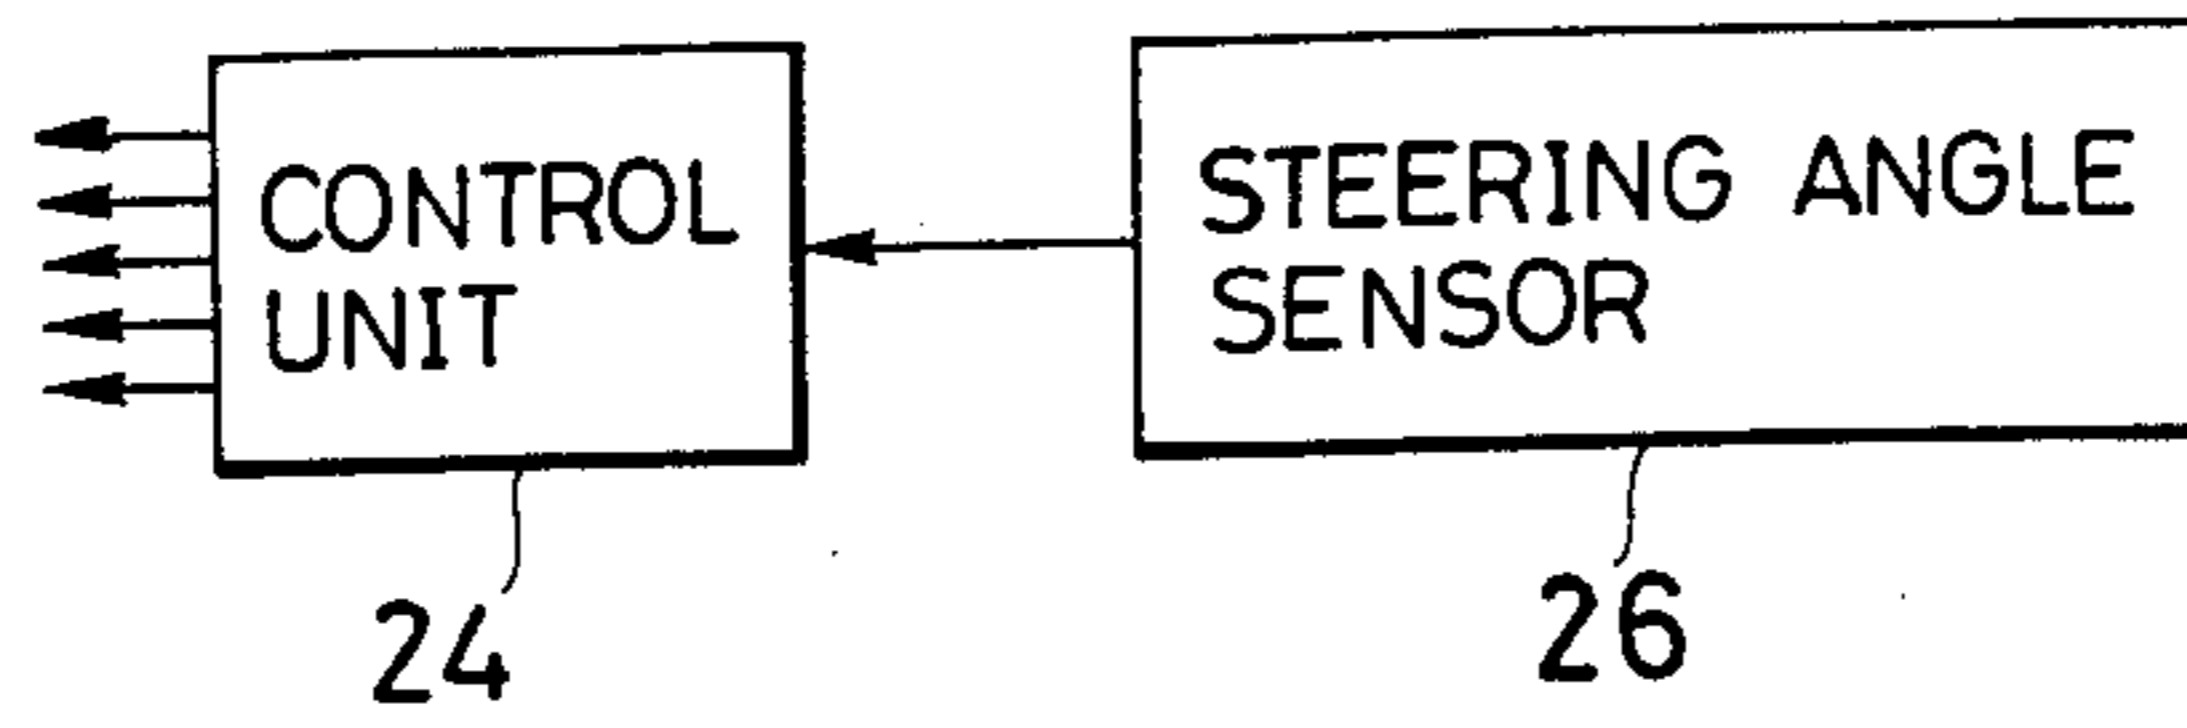 CONTROL
UNIT
STEERING ANGLE
SENSOR
24
26